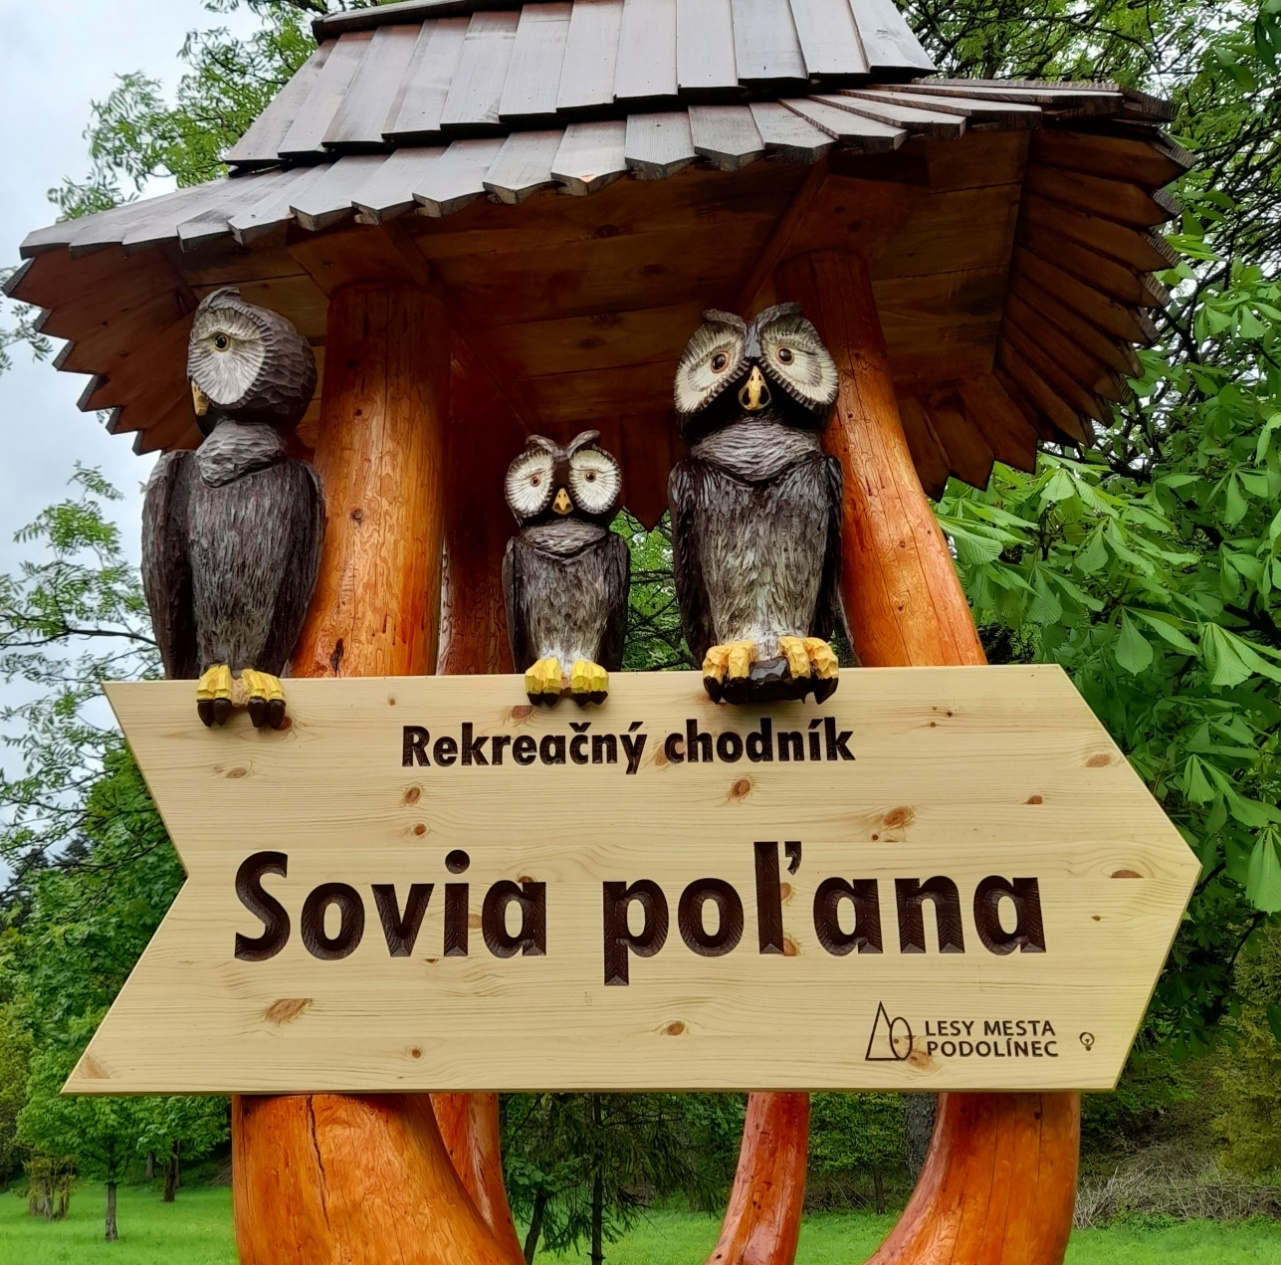 Rekreačný chodník
Sovia poľana
LESY MESTA
PODOLÍNEC